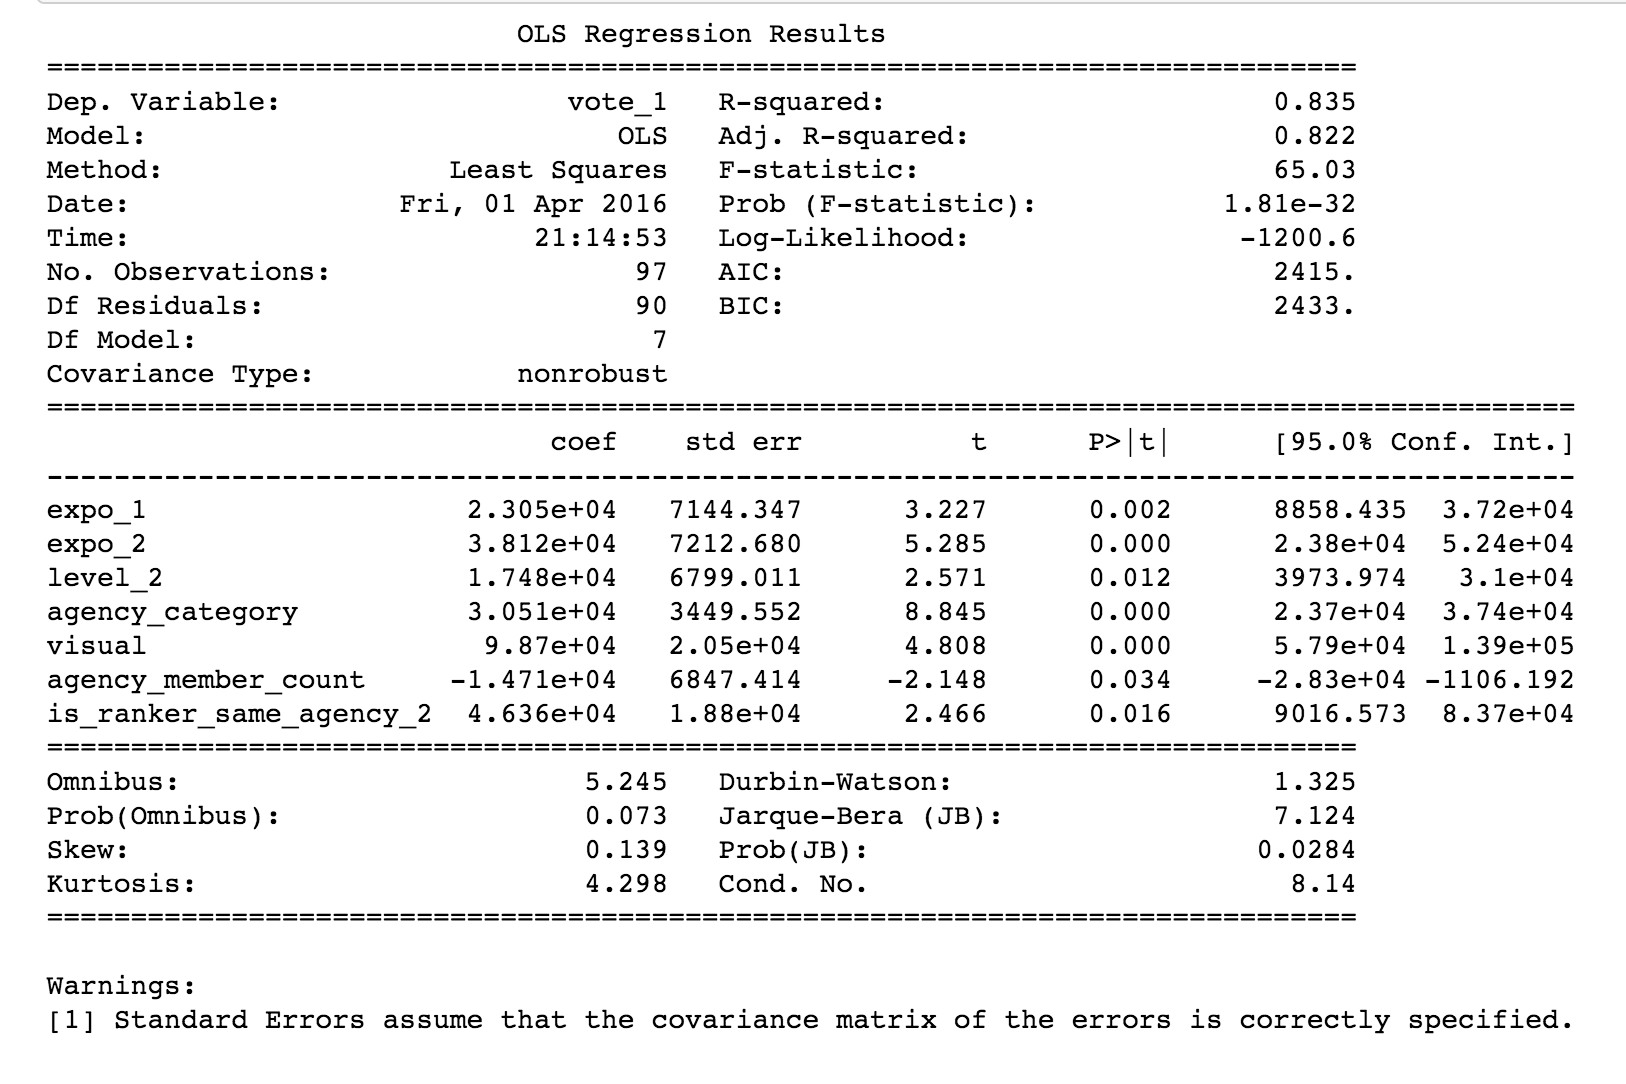 OLS Regression Results
==============================================================================
Dep. Variable: vote_1 R-squared: 0.835
Model: OLS Adj. R-squared: 0.822
Method: Least Squares F-statistic: 65.03
Date: Fri, 01 Apr 2016 Prob (F-statistic): 1.81e-32
Time: 21:14:53 Log-Likelihood: -1200.6
No. Observations: 97 AIC: 2415.
Df Residuals: 90 BIC: 2433.
Df Model: 7
Covariance Type: nonrobust
===========================================================================================
coef std err t P>|t| [95.0% Conf. Int.]
-------------------------------------------------------------------------------------------
expo_1 2.305e+04 7144.347 3.227 0.002 8858.435 3.72e+04
expo_2 3.812e+04 7212.680 5.285 0.000 2.38e+04 5.24e+04
level_2 1.748e+04 6799.011 2.571 0.012 3973.974 3.1e+04
agency_category 3.051e+04 3449.552 8.845 0.000 2.37e+04 3.74e+04
visual 9.87e+04 2.05e+04 4.808 0.000 5.79e+04 1.39e+05
agency_member_count -1.471e+04 6847.414 -2.148 0.034 -2.83e+04 -1106.192
is_ranker_same_agency_2 4.636e+04 1.88e+04 2.466 0.016 9016.573 8.37e+04
==============================================================================
Omnibus: 5.245 Durbin-Watson: 1.325
Prob(Omnibus): 0.073 Jarque-Bera (JB): 7.124
Skew: 0.139 Prob(JB): 0.0284
Kurtosis: 4.298 Cond. No. 8.14
==============================================================================
Warnings:
[1] Standard Errors assume that the covariance matrix of the errors is correctly specified.